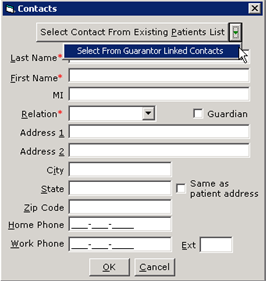 Contacts
Select Contact From Existing Patients List
Select From Guarantor Linked Contacts
Last Name*
First Name*
MI
Relation* Guardian
Address 1
Address 2
City
State Same as
patient address
Zip Code
Home Phone ___-___-____
Work Phone ___-___-____ Ext
OK Cancel